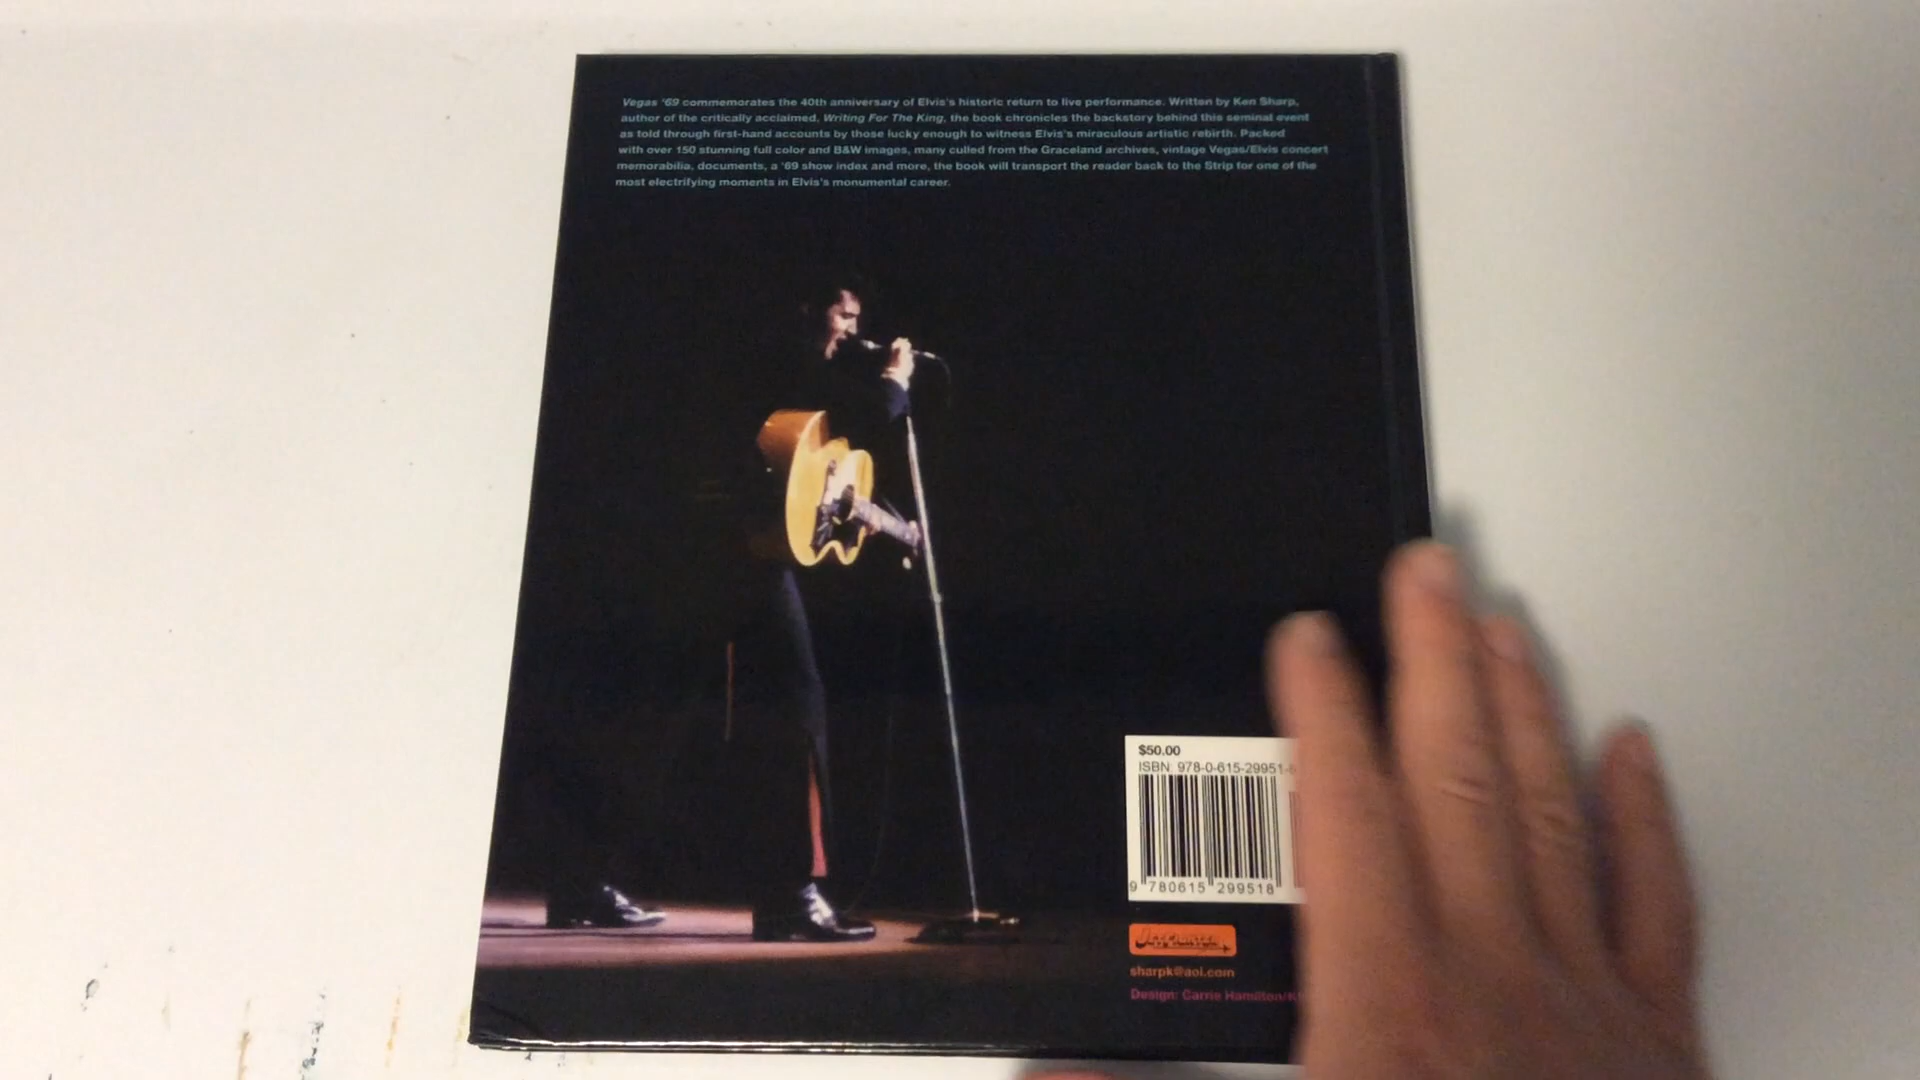 Vegas '69 commemorates the 40th anniversary of Elvis's historic return to live performance. Written by Ken Sharp,
author of the critically acclaimed, Writing For The King, the book chronicles the backstory behind this seminal event
as told through first-hand accounts by those lucky enough to witness Elvis's miraculous artistic rebirth. Packed
with over 150 stunning full color and B&W images, many culled from the Graceland archives, vintage Vegas/Elvis concert
memorabilia, documents, a '69 show index and more, the book will transport the reader back to the Strip for one of the
most electrifying moments in Elvis's monumental career.
$50.00
ISBN: 978-0-615-29951-
9 780615 299518
sharpk@aol.com
Design: Carrie Hamilton/